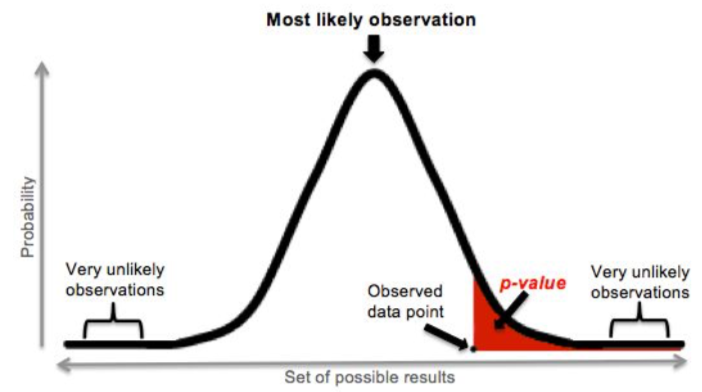 Most likely observation
Probability
Very unlikely
observations
Observed
data point
p-value
Very unlikely
observations
Set of possible results